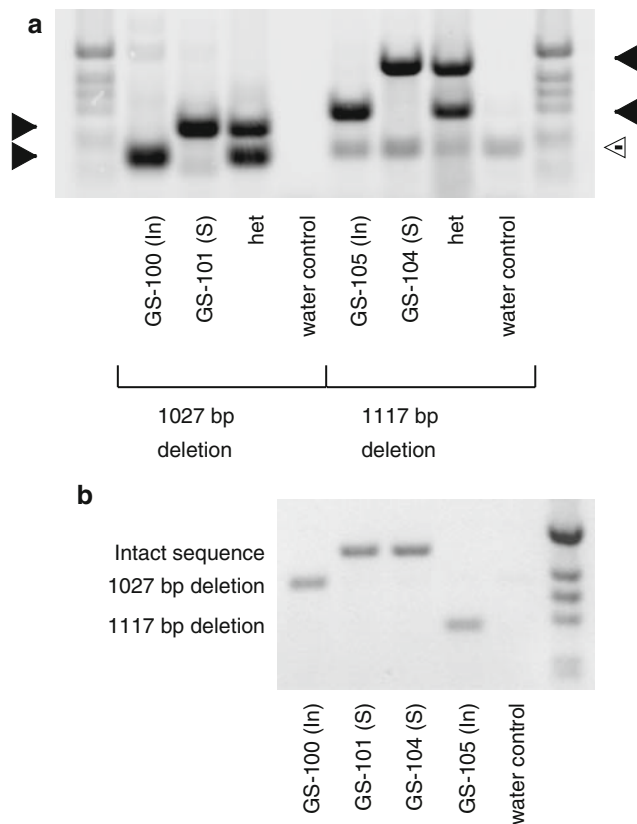 a
GS-100 (In)
GS-101 (S)
het
water control
GS-105 (In)
GS-104 (S)
het
water control
1027 bp
deletion
1117 bp
deletion
b
Intact sequence
1027 bp deletion
1117 bp deletion
GS-100 (In)
GS-101 (S)
GS-104 (S)
GS-105 (In)
water control